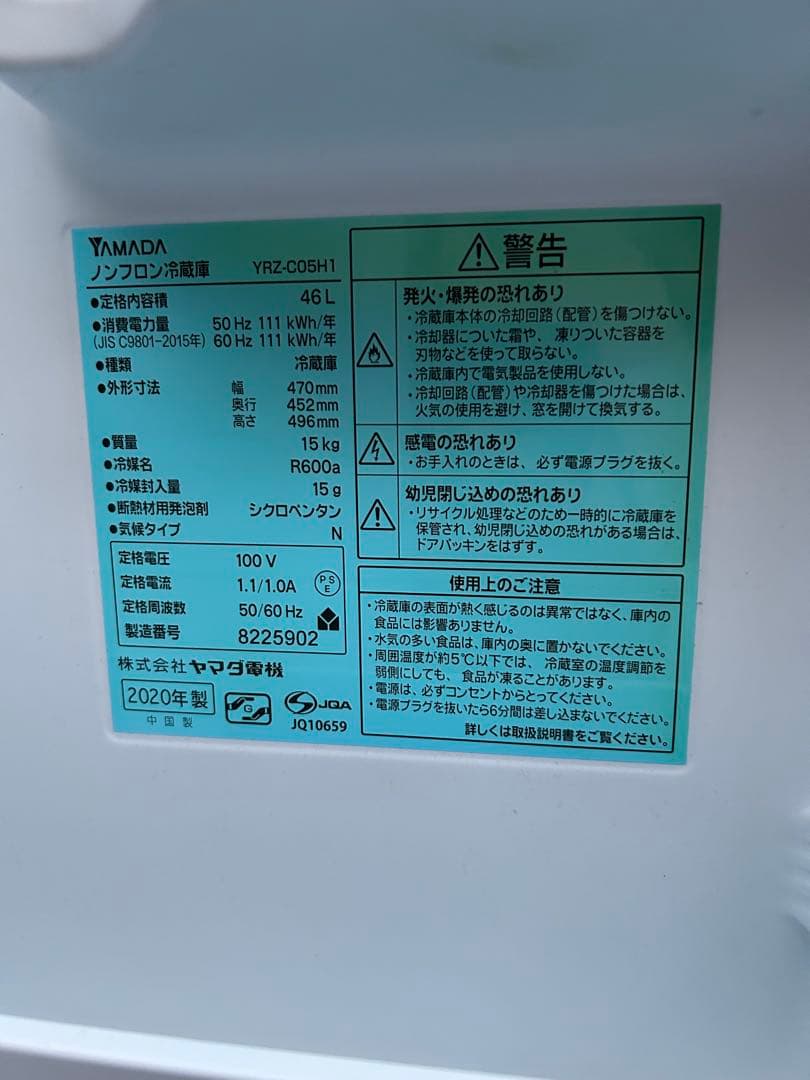 YAMADA
ノンフロン冷蔵庫 YRZ-C05H1
●定格内容積 46L
●消費電力量 50Hz 111kWh/年
(JIS C9801-2015年) 60Hz 111kWh/年
●種類 冷蔵庫
●外形寸法 幅 470mm
奥行 452mm
高さ 496mm
●質量 15kg
●冷媒名 R600a
●冷媒封入量 15g
●断熱材用発泡剤 シクロペンタン
●気候タイプ N
定格電圧 100V
定格電流 1.1/1.0A
PSE
定格周波数 50/60Hz
製造番号 8225902
株式会社ヤマダ電機
2020年製
中国製
G
JQA
JQ10659
警告
発火・爆発の恐れあり
・冷蔵庫本体の冷却回路(配管)を傷つけない。
・冷却器についた霜や、凍りついた容器を
刃物などを使って取らない。
・冷蔵庫内で電気製品を使用しない。
・冷却回路(配管)や冷却器を傷つけた場合は、
火気の使用を避け、窓を開けて換気する。
感電の恐れあり
・お手入れのときは、必ず電源プラグを抜く。
幼児閉じ込めの恐れあり
・リサイクル処理などのため一時的に冷蔵庫を
保管され、幼児閉じ込めの恐れがある場合は、
ドアパッキンをはずす。
使用上のご注意
・冷蔵庫の表面が熱く感じるのは異常ではなく、庫内の
食品には影響ありません。
・水気の多い食品は、庫内の奥に置かないでください。
・周囲温度が約5℃以下では、冷蔵室の温度調節を
弱側にしても、食品が凍ることがあります。
・電源は、必ずコンセントからとってください。
・電源プラグを抜いたら6分間は差し込まないでください。
詳しくは取扱説明書をご覧ください。